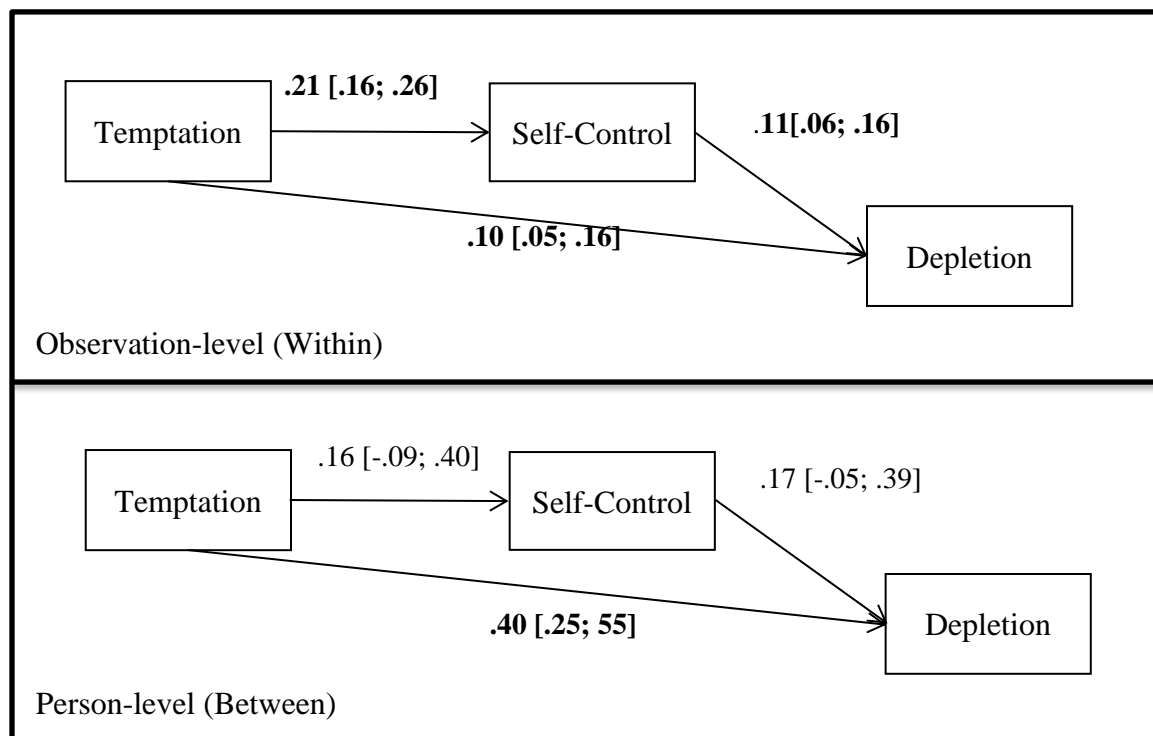 .21 [.16; .26]
Temptation
Self-Control
.11[.06; .16]
.10 [.05; .16]
Depletion
Observation-level (Within)
.16 [-.09; .40]
.17 [-.05; .39]
Temptation
Self-Control
.40 [.25; 55]
Depletion
Person-level (Between)